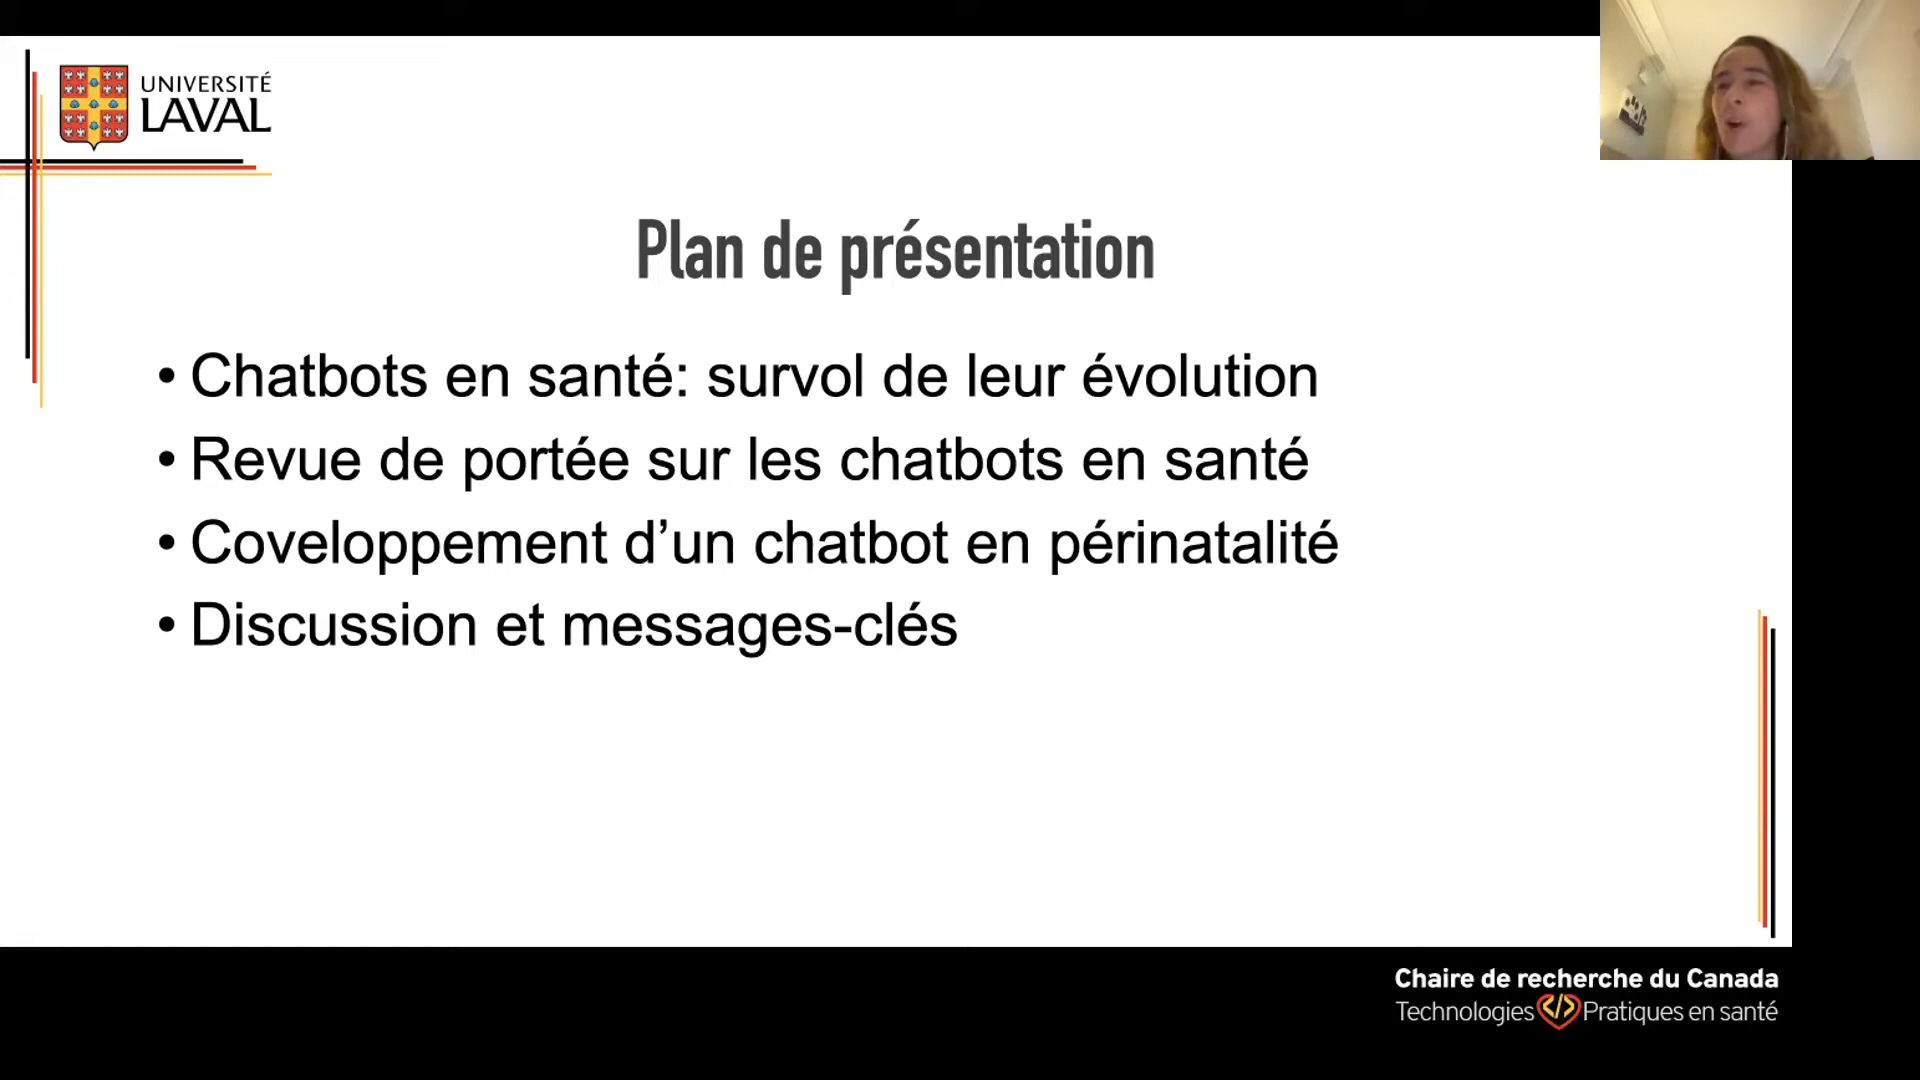 UNIVERSITÉ
LAVAL
Plan de présentation
• Chatbots en santé: survol de leur évolution
• Revue de portée sur les chatbots en santé
• Coveloppement d’un chatbot en périnatalité
• Discussion et messages-clés
Chaire de recherche du Canada
Technologies </> Pratiques en santé